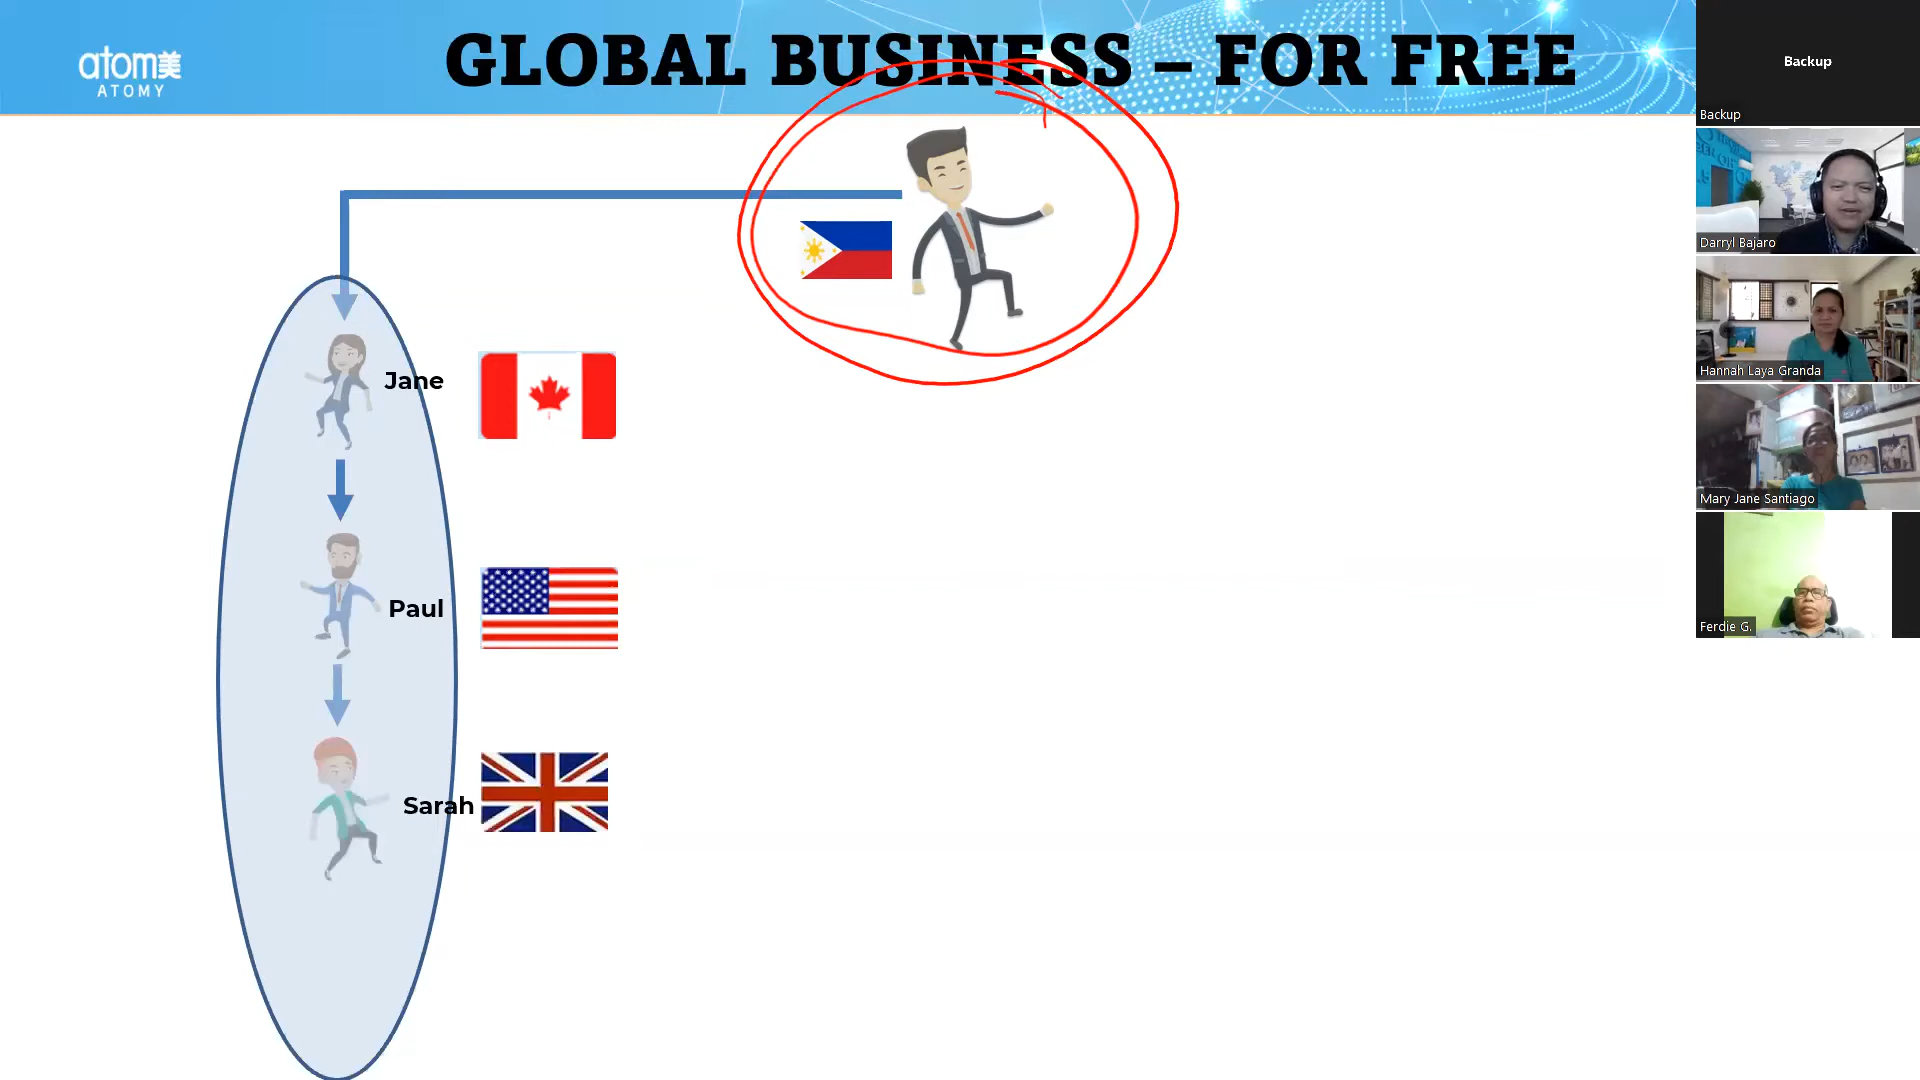 atom美
ATOMY
GLOBAL BUSINESS – FOR FREE
Jane
Paul
Sarah
Backup
Backup
Darryl Bajaro
Hannah Laya Granda
Mary Jane Santiago
Ferdie G.